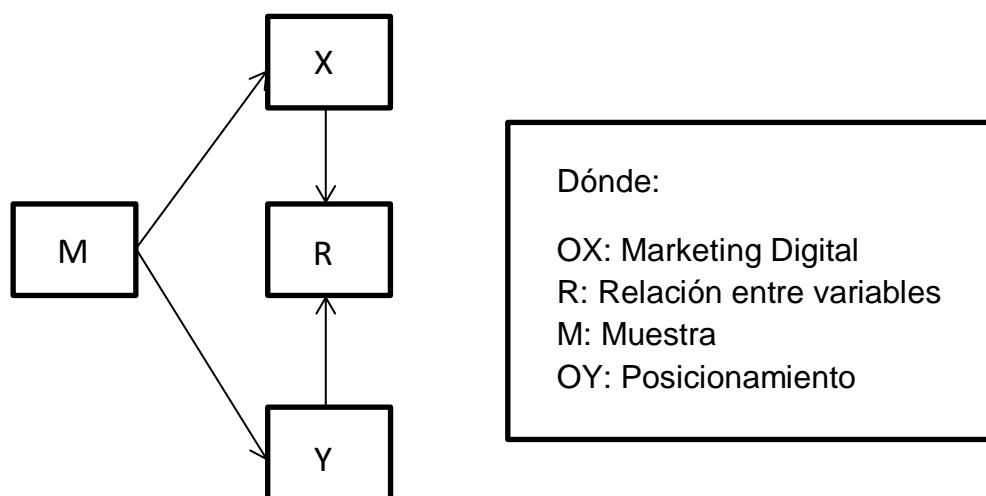 X
M
R
Y
Dónde:
OX: Marketing Digital
R: Relación entre variables
M: Muestra
OY: Posicionamiento